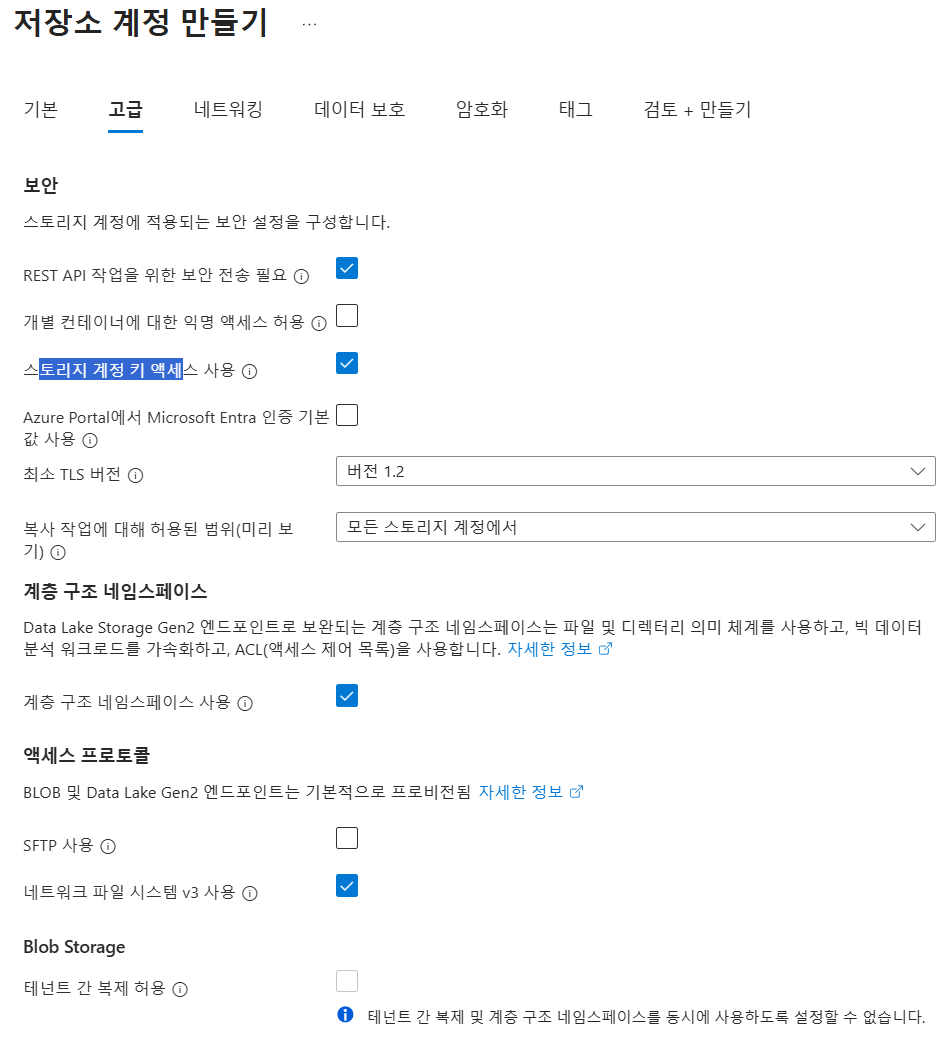 저장소 계정 만들기 ...
기본 고급 네트워킹 데이터 보호 암호화 태그 검토 + 만들기
보안
스토리지 계정에 적용되는 보안 설정을 구성합니다.
REST API 작업을 위한 보안 전송 필요
개별 컨테이너에 대한 익명 액세스 허용
스토리지 계정 키 액세스 사용
Azure Portal에서 Microsoft Entra 인증 기본
값 사용
최소 TLS 버전 버전 1.2
복사 작업에 대해 허용된 범위(미리 보 모든 스토리지 계정에서
기)
계층 구조 네임스페이스
Data Lake Storage Gen2 엔드포인트로 보완되는 계층 구조 네임스페이스는 파일 및 디렉터리 의미 체계를 사용하고, 빅 데이터
분석 워크로드를 가속화하고, ACL(액세스 제어 목록)을 사용합니다. 자세한 정보
계층 구조 네임스페이스 사용
액세스 프로토콜
BLOB 및 Data Lake Gen2 엔드포인트는 기본적으로 프로비전됨 자세한 정보
SFTP 사용
네트워크 파일 시스템 v3 사용
Blob Storage
테넌트 간 복제 허용
테넌트 간 복제 및 계층 구조 네임스페이스를 동시에 사용하도록 설정할 수 없습니다.